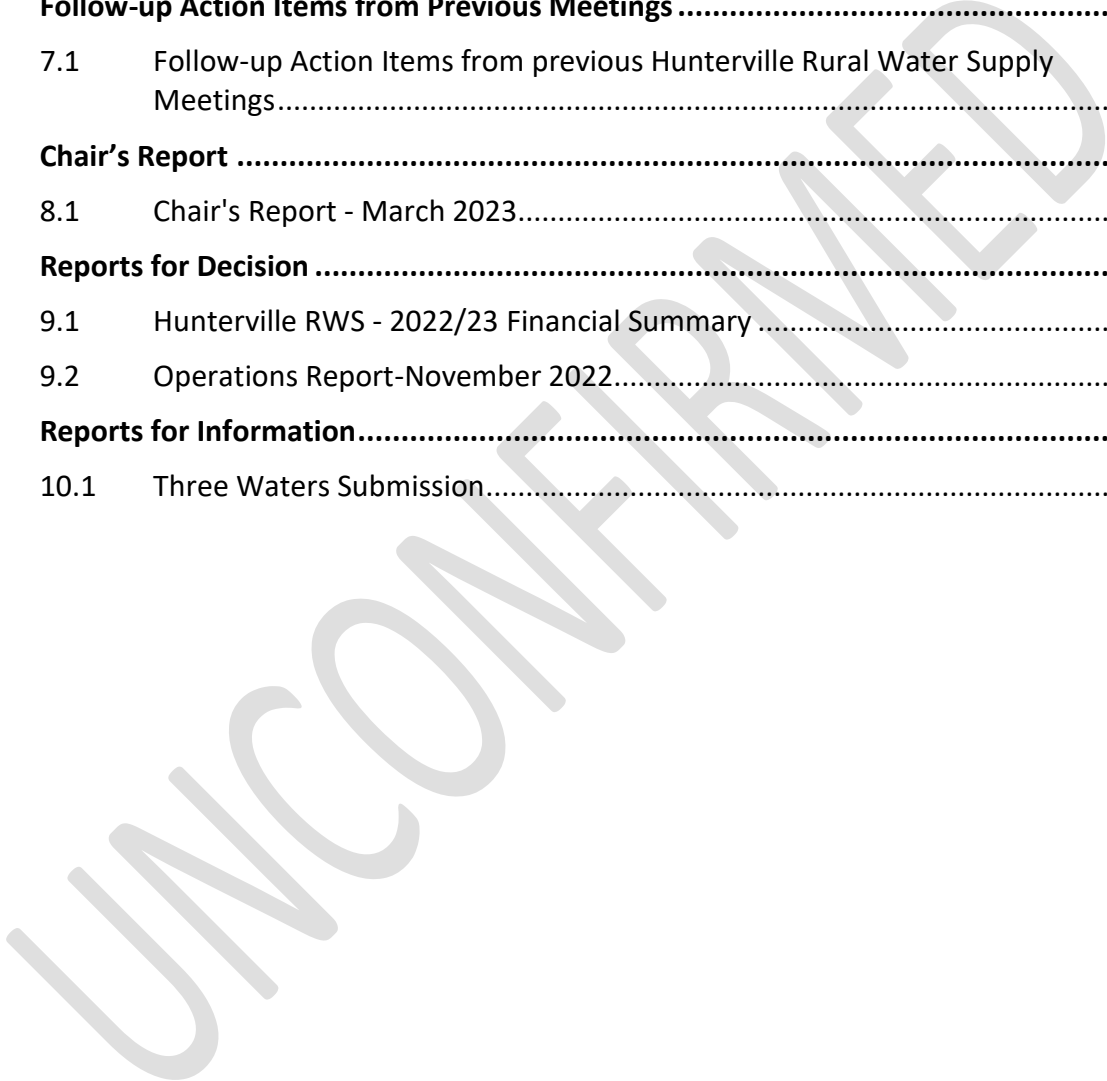 Follow-up Action Items from Previous Meetings ................................................................
7.1 Follow-up Action Items from previous Hunterville Rural Water Supply
Meetings................................................................................................................
Chair’s Report ................................................................................................................
8.1 Chair's Report - March 2023................................................................................
Reports for Decision ................................................................................................................
9.1 Hunterville RWS - 2022/23 Financial Summary ................................................
9.2 Operations Report-November 2022................................................................
Reports for Information................................................................................................................
10.1 Three Waters Submission................................................................................
UNCONFIRMED